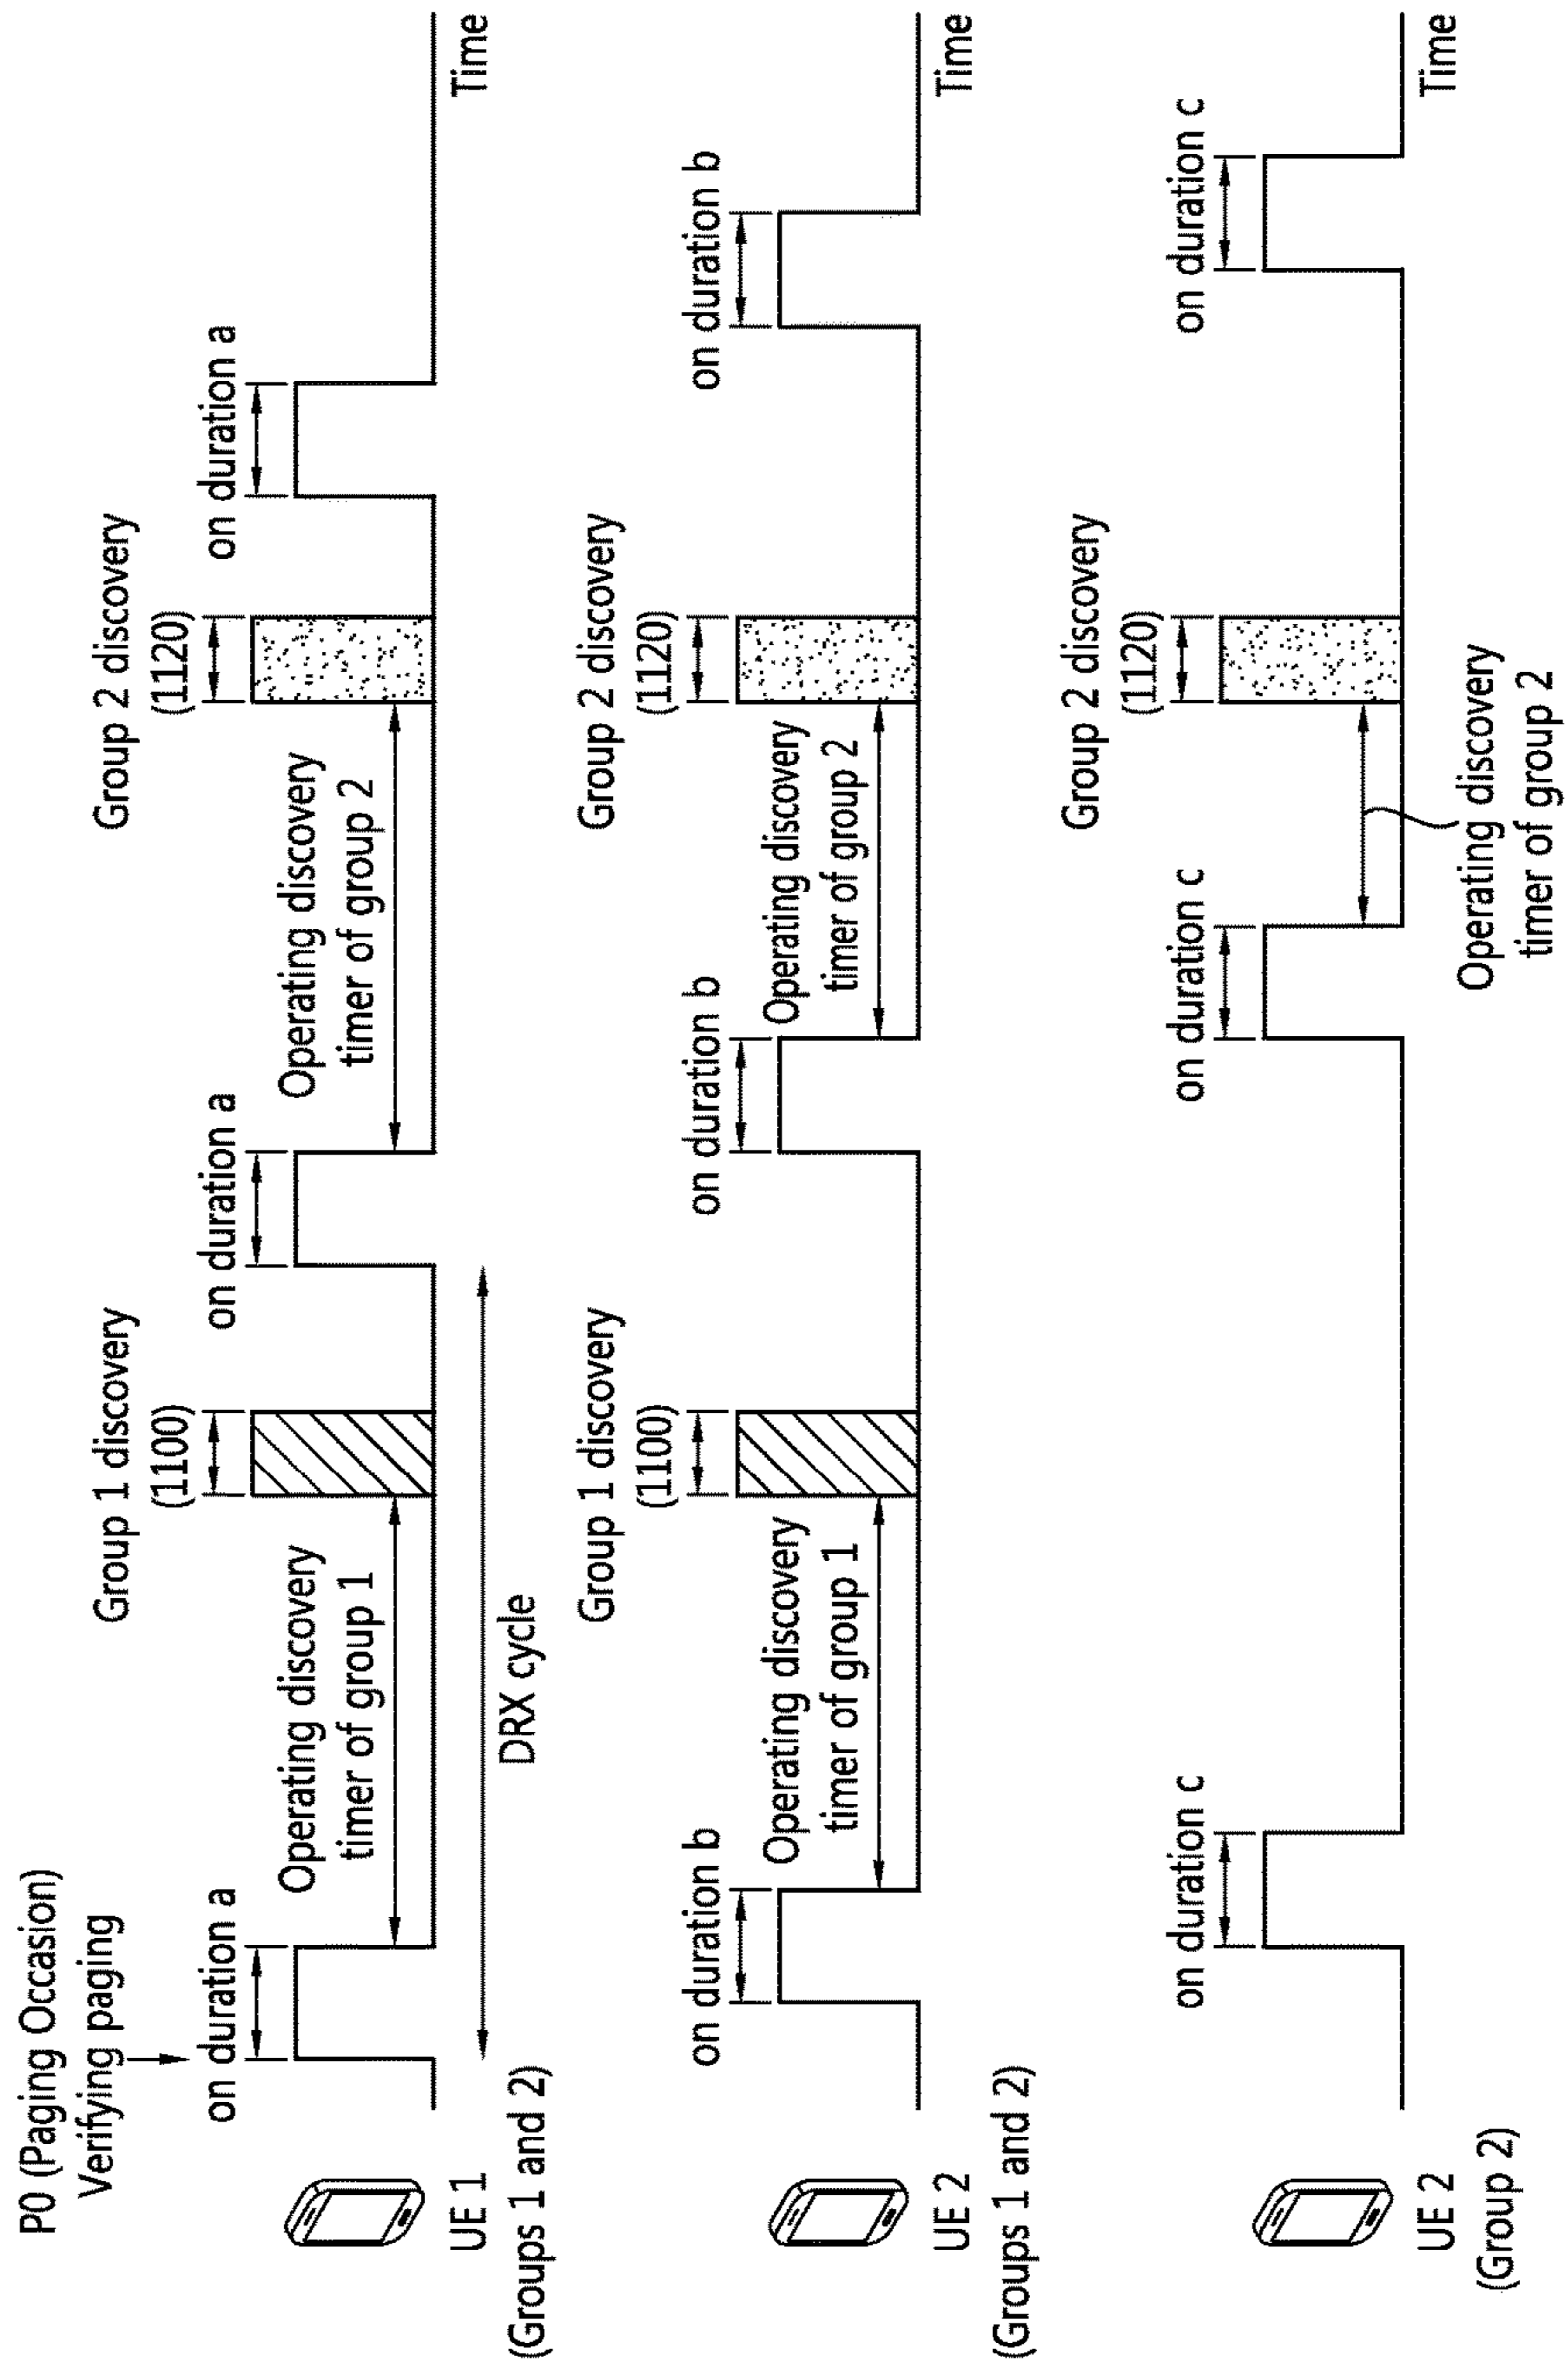 P0 (Paging Occasion)
Verifying paging
on duration a
Operating discovery
timer of group 1
Group 1 discovery
(1100)
on duration a
Operating discovery
timer of group 2
Group 2 discovery
(1120)
on duration a
Time
DRX cycle
UE 1
(Groups 1 and 2)
on duration b
Operating discovery
timer of group 1
Group 1 discovery
(1100)
on duration b
Operating discovery
timer of group 2
Group 2 discovery
(1120)
on duration b
Time
UE 2
(Groups 1 and 2)
on duration c
on duration c
Group 2 discovery
(1120)
on duration c
Time
Operating discovery
timer of group 2
UE 2
(Group 2)